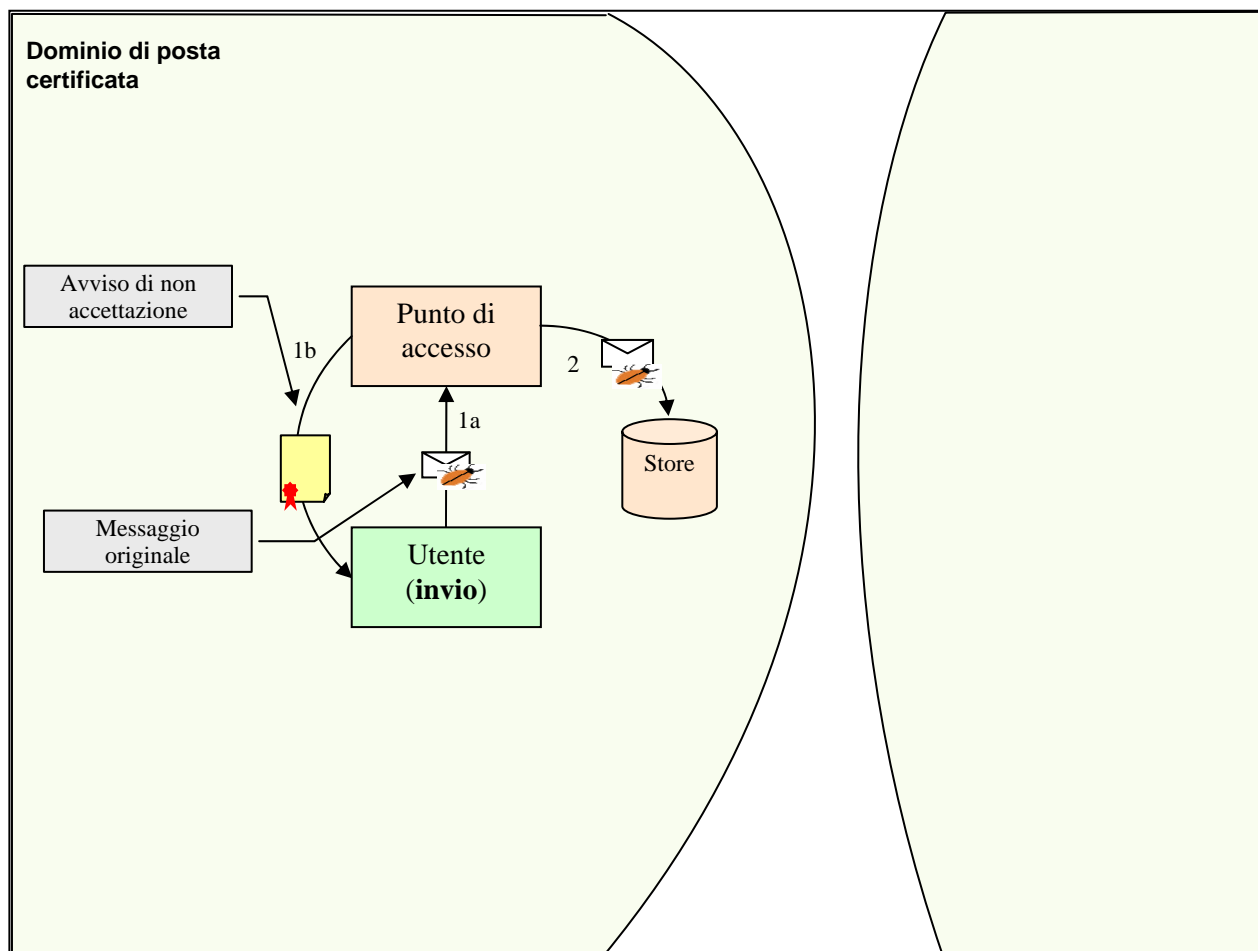 Dominio di posta
certificata
Avviso di non
accettazione
1b
Punto di
accesso
2
1a
Store
Messaggio
originale
Utente
(invio)